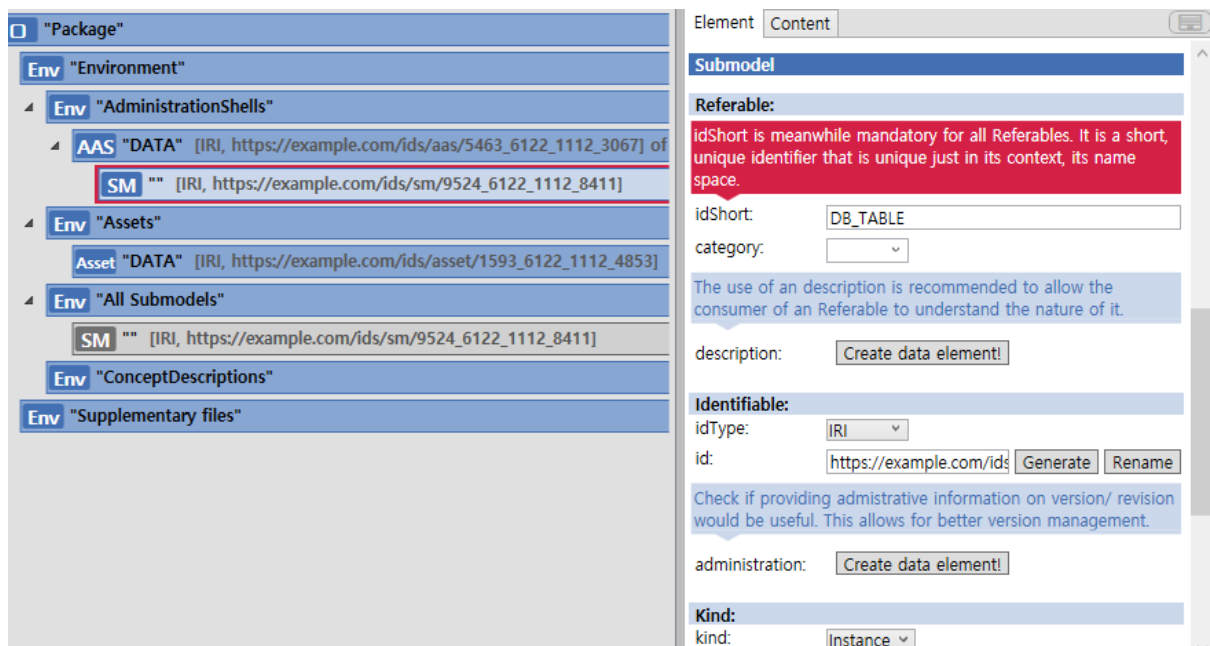 "Package"
Env "Environment"
Env "AdministrationShells"
AAS "DATA" [IRI, https://example.com/ids/aas/5463_6122_1112_3067] of
SM "" [IRI, https://example.com/ids/sm/9524_6122_1112_8411]
Env "Assets"
Asset "DATA" [IRI, https://example.com/ids/asset/1593_6122_1112_4853]
Env "All Submodels"
SM "" [IRI, https://example.com/ids/sm/9524_6122_1112_8411]
Env "ConceptDescriptions"
Env "Supplementary files"
Element Content
Submodel
Referable:
idShort is meanwhile mandatory for all Referables. It is a short,
unique identifier that is unique just in its context, its name
space.
idShort: DB_TABLE
category:
The use of an description is recommended to allow the
consumer of an Referable to understand the nature of it.
description: Create data element!
Identifiable:
idType: IRI
id: https://example.com/ids Generate Rename
Check if providing admistrative information on version/ revision
would be useful. This allows for better version management.
administration: Create data element!
Kind:
kind: Instance